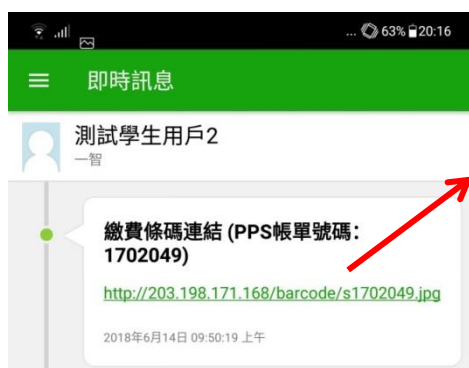 ... 63% 20:16
即時訊息
測試學生用戶2
一智
繳費條碼連結 (PPS帳單號碼：
1702049)
http://203.198.171.168/barcode/s1702049.jpg
2018年6月14日 09:50:19 上午